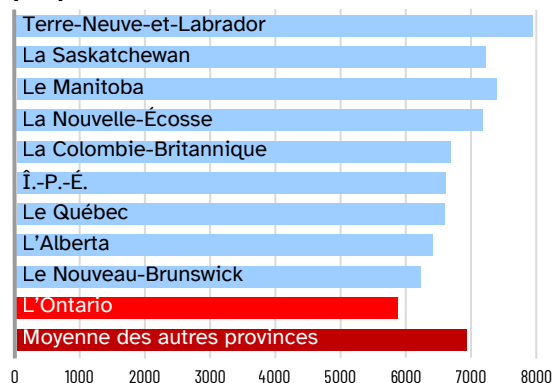 Terre-Neuve-et-Labrador
La Saskatchewan
Le Manitoba
La Nouvelle-Écosse
La Colombie-Britannique
Î.-P.-É.
Le Québec
L’Alberta
Le Nouveau-Brunswick
L’Ontario
Moyenne des autres provinces
0 1000 2000 3000 4000 5000 6000 7000 8000